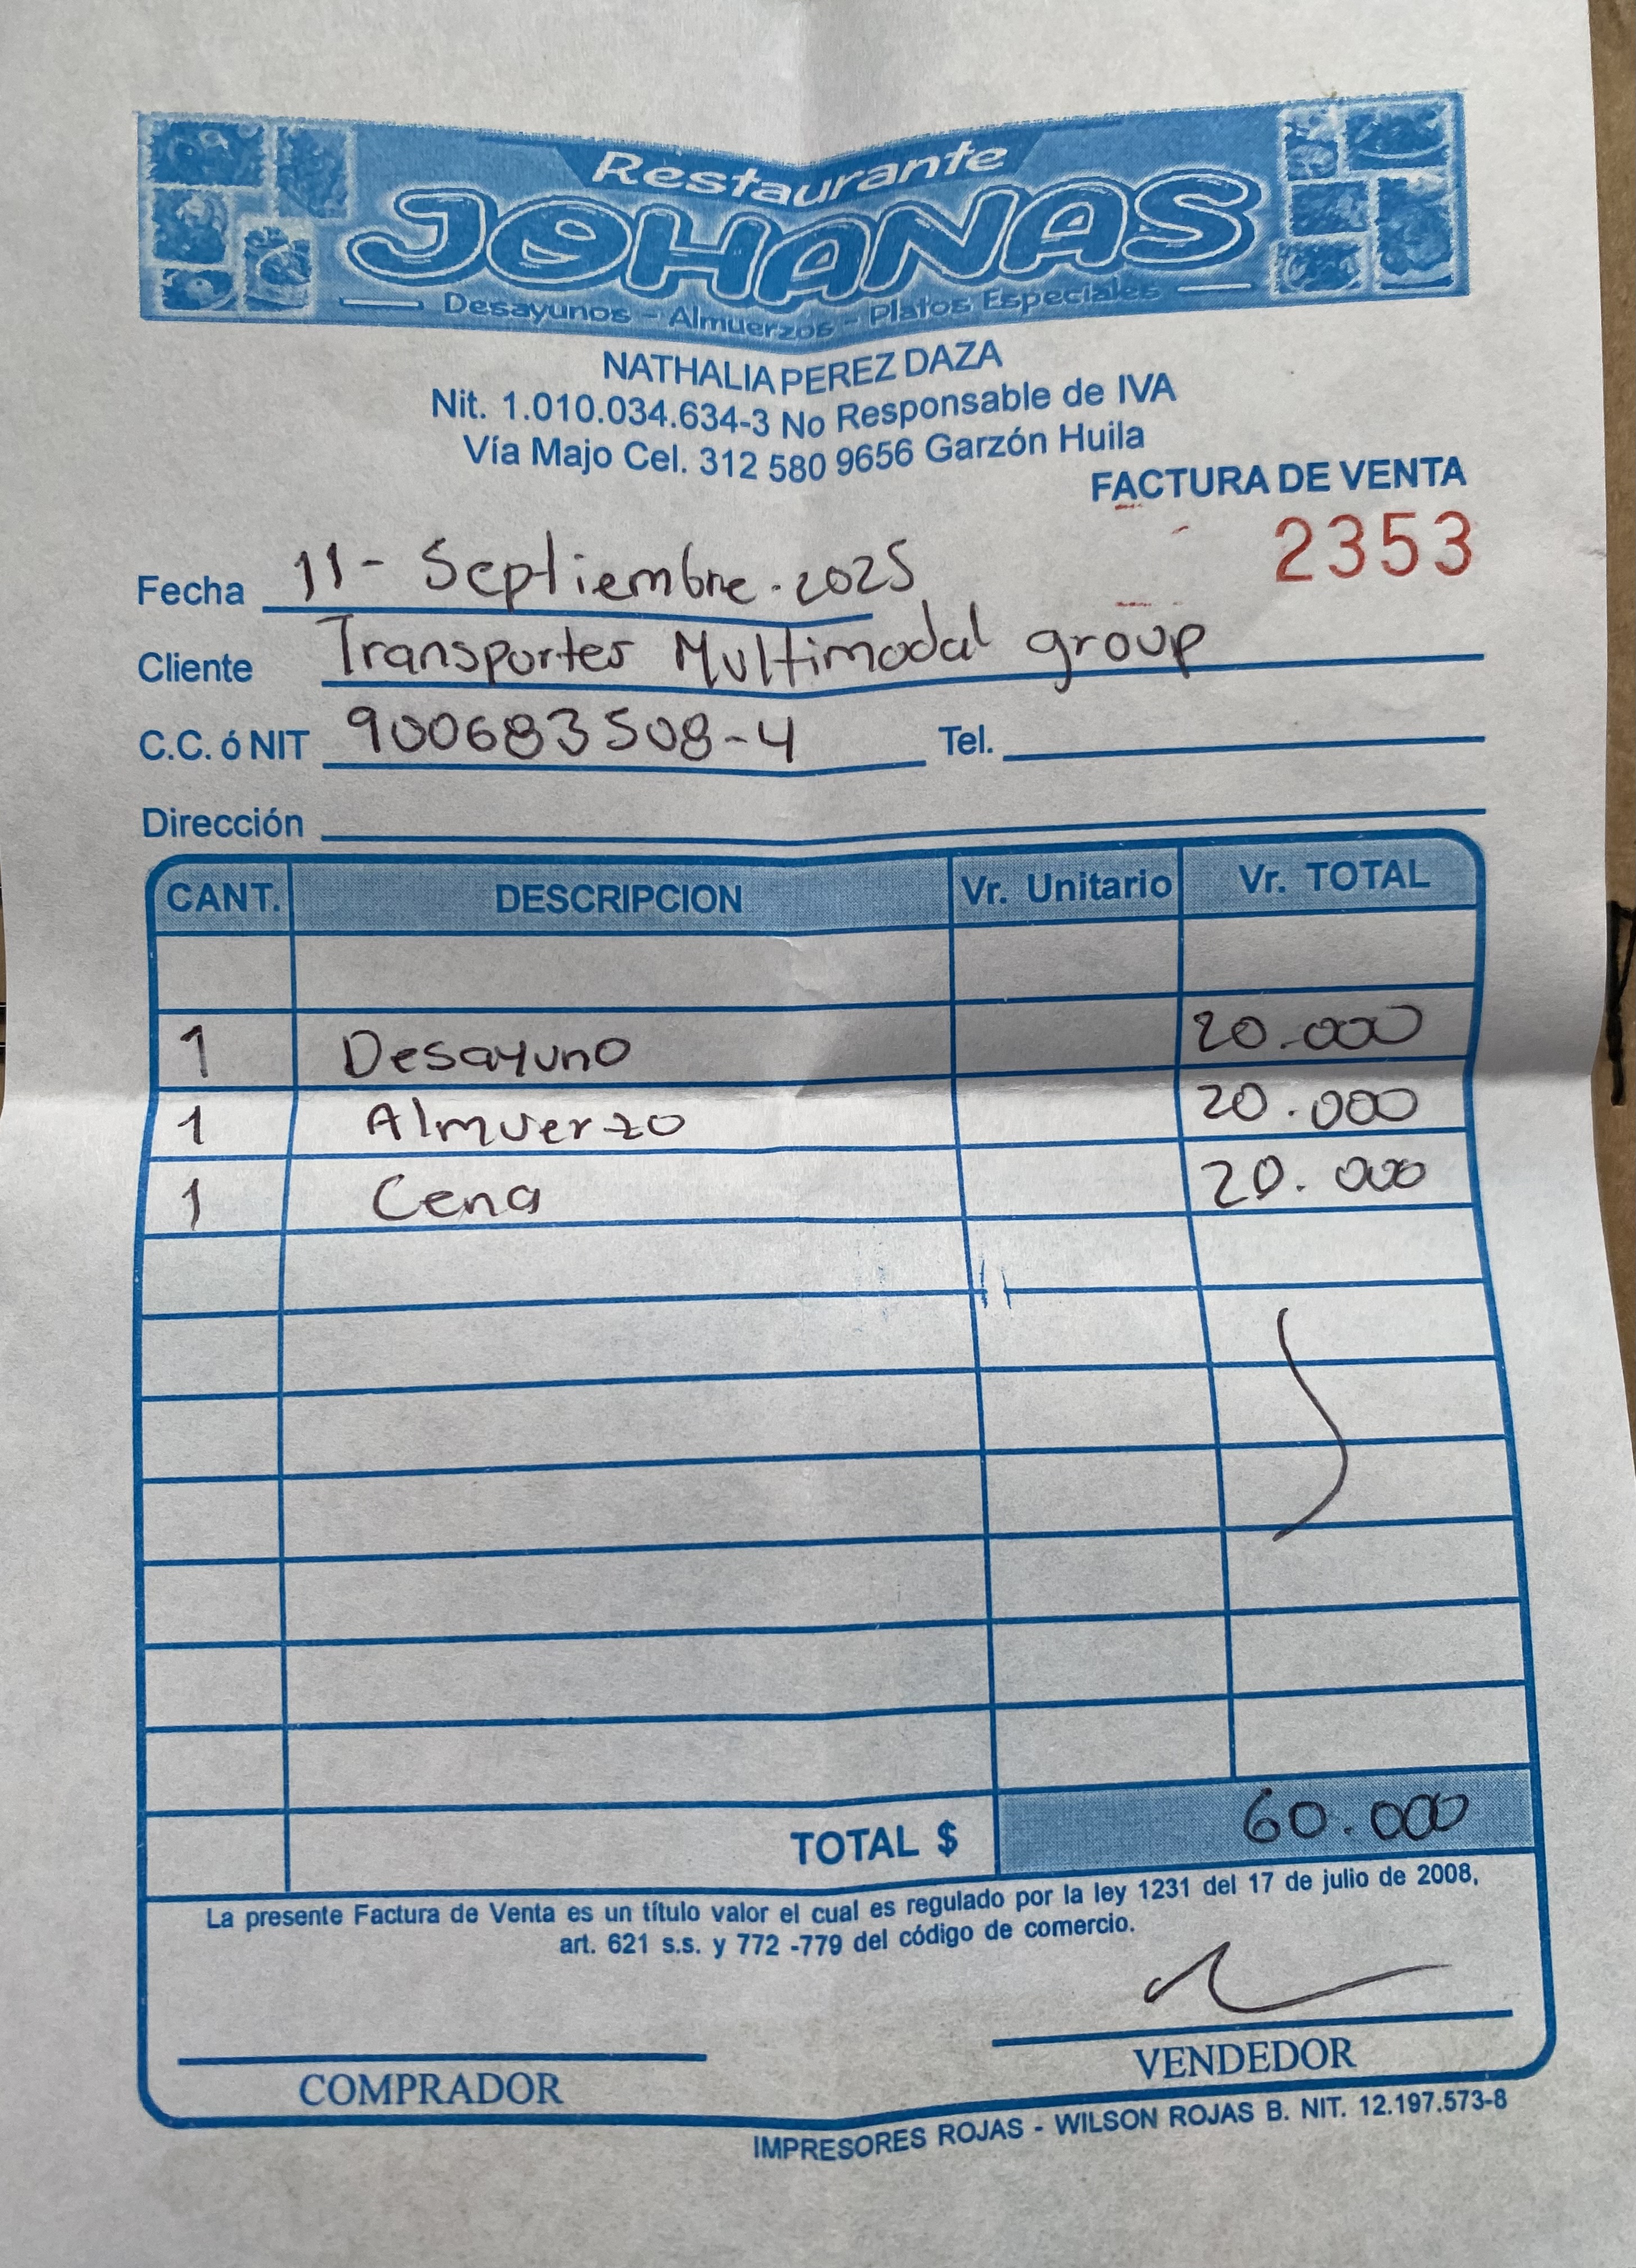 Restaurante
JOHANAS
Desayunos - Almuerzos - Platos Especiales
NATHALIA PEREZ DAZA
Nit. 1.010.034.634-3 No Responsable de IVA
Vía Majo Cel. 312 580 9656 Garzón Huila
FACTURA DE VENTA
2353
Fecha 11 - Septiembre. 2025
Cliente Transportes Multimodal group
C.C. ó NIT 900683508-4 Tel.
Dirección
CANT. DESCRIPCION Vr. Unitario Vr. TOTAL
1 Desayuno 20.000
1 Almuerzo 20.000
1 Cena 20.000
TOTAL $ 60.000
La presente Factura de Venta es un título valor el cual es regulado por la ley 1231 del 17 de julio de 2008,
art. 621 s.s. y 772 -779 del código de comercio.
COMPRADOR VENDEDOR
IMPRESORES ROJAS - WILSON ROJAS B. NIT. 12.197.573-8